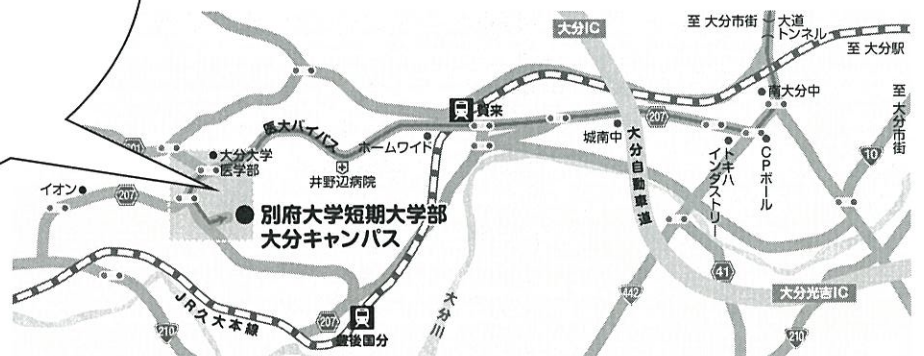 大分IC
至 大分市街
大道
トンネル
至 大分駅
至 大分市街
南大分中
賀来
207
城南中
医大バイパス
ホームワイド
大分自動車道
トキハ
インダストリー
CPボール
10
大分大学
医学部
井野辺病院
イオン
207
別府大学短期大学部
大分キャンパス
大分川
41
442
大分光吉IC
JR久大本線
207
豊後国分
210
210